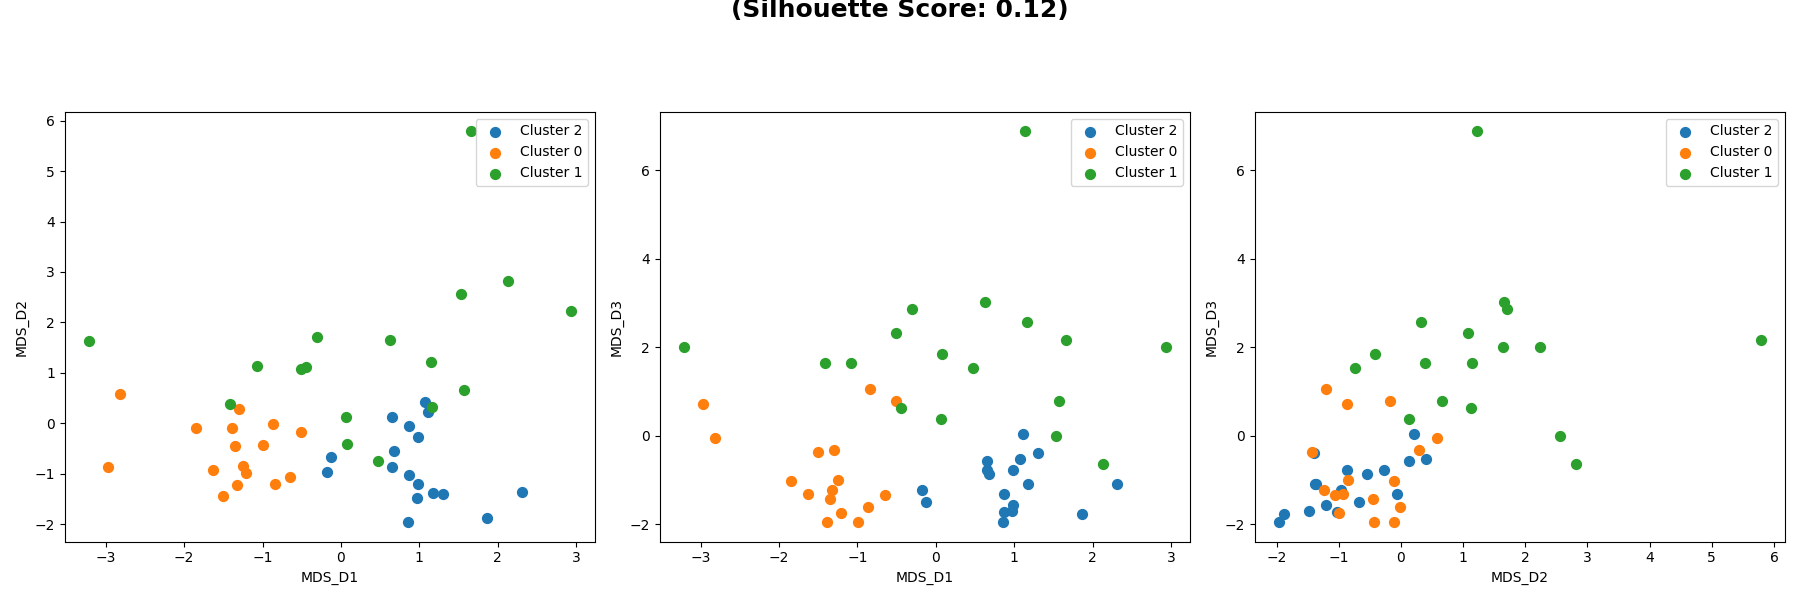 (Silhouette Score: 0.12)
6
5
4
3
2
1
0
−1
−2
MDS_D2
−3 −2 −1 0 1 2 3
MDS_D1
Cluster 2
Cluster 0
Cluster 1
6
4
2
0
−2
MDS_D3
−3 −2 −1 0 1 2 3
MDS_D1
Cluster 2
Cluster 0
Cluster 1
6
4
2
0
−2
MDS_D3
−2 −1 0 1 2 3 4 5 6
MDS_D2
Cluster 2
Cluster 0
Cluster 1